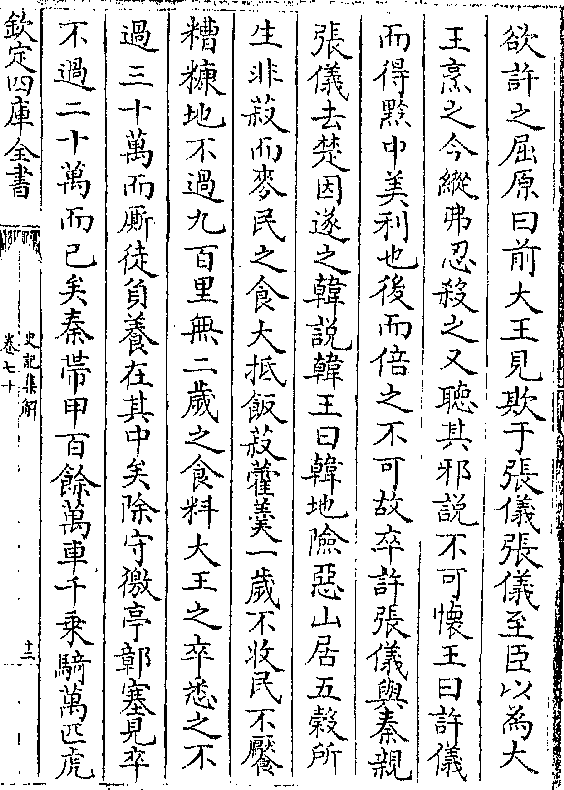 欲許之屈原曰前大王見欺于張儀張儀至臣以為大
王烹之今縱弗忍殺之又聽其邪說不可懷王曰許儀
而得黔中美利也後而倍之不可故卒許張儀與秦親
張儀去楚因遂之韓說韓王曰韓地險惡山居五穀所
生非菽而麥民之食大抵飯菽藿羹一歲不收民不饜
糟糠地不過九百里無二歲之食料大王之卒悉之不
過三十萬而廝徒負養在其中矣除守徼亭鄣塞見卒
不過二十萬而已矣秦帶甲百餘萬車千乘騎萬匹虎
欽定四庫全書
史記集解
卷七十
十三